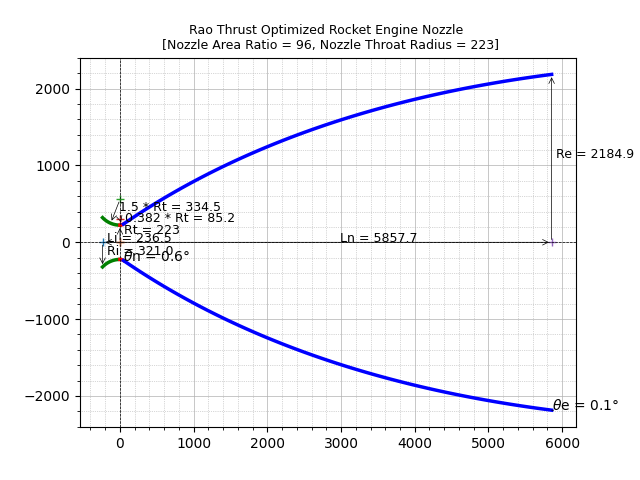 Rao Thrust Optimized Rocket Engine Nozzle
[Nozzle Area Ratio = 96, Nozzle Throat Radius = 223]
2000
1000
0
−1000
−2000
Re = 2184.9
1.5 * Rt = 334.5
0.382 * Rt = 85.2
Rt = 223
Li = 236.5
Ln = 5857.7
Ri = 321.0
θn = 0.6°
θe = 0.1°
0 1000 2000 3000 4000 5000 6000